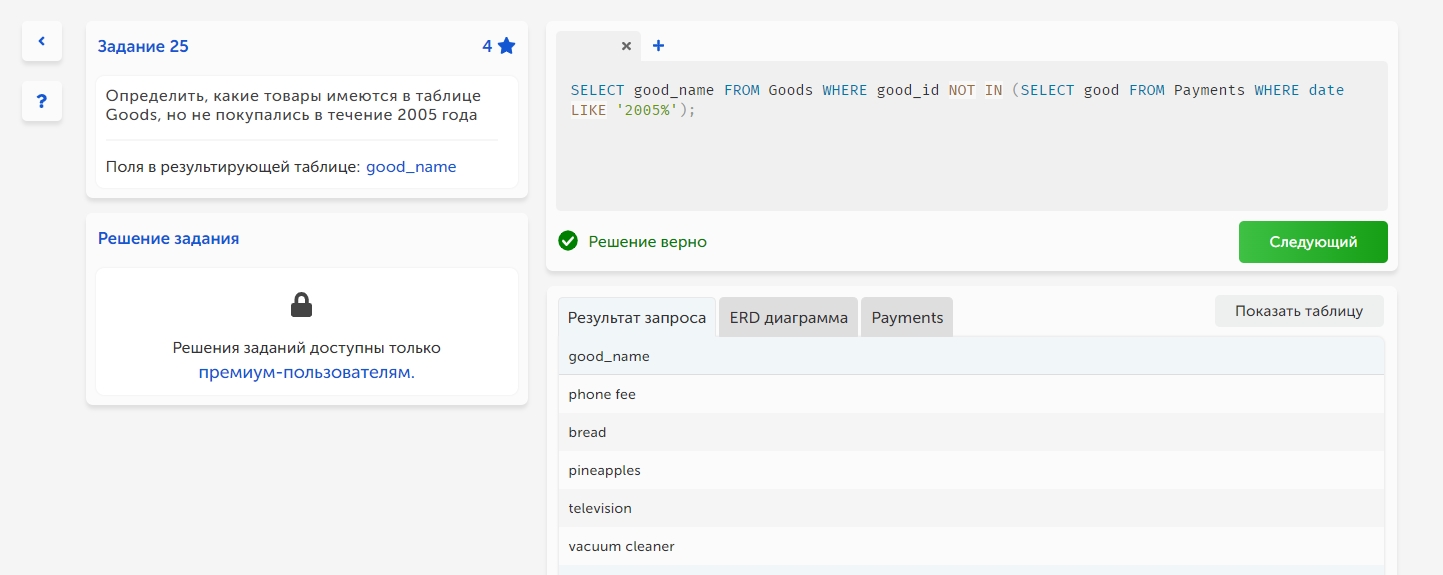 Задание 25
4
?
Определить, какие товары имеются в таблице
Goods, но не покупались в течение 2005 года
Поля в результирующей таблице: good_name
Решение задания
Решения заданий доступны только
премиум-пользователям.
SELECT good_name FROM Goods WHERE good_id NOT IN (SELECT good FROM Payments WHERE date
LIKE '2005%');
Решение верно
Следующий
Результат запроса
ERD диаграмма
Payments
Показать таблицу
good_name
phone fee
bread
pineapples
television
vacuum cleaner